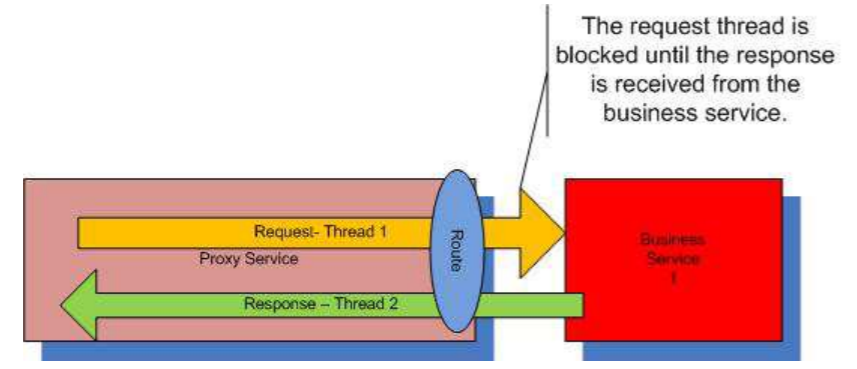 The request thread is
blocked until the response
is received from the
business service.
Request- Thread 1
Proxy Service
Route
Response – Thread 2
Business
Service
1